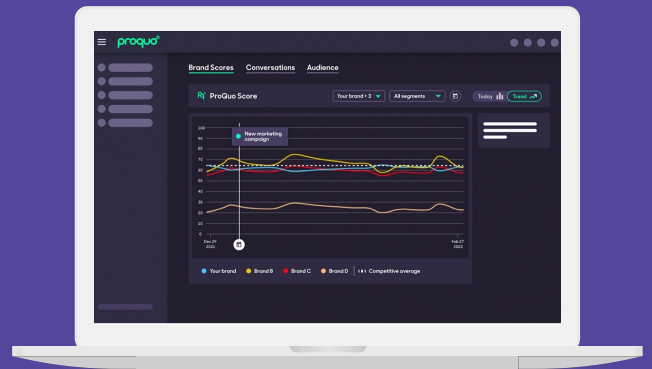 proquo
Brand Scores Conversations Audience
ProQuo Score
Your brand + 3
All segments
Today
Trend
New marketing
campaign
100
90
80
70
60
50
40
30
20
10
0
Dec 29
2021
Feb 27
2022
Your brand Brand B Brand C Brand D Competitive average